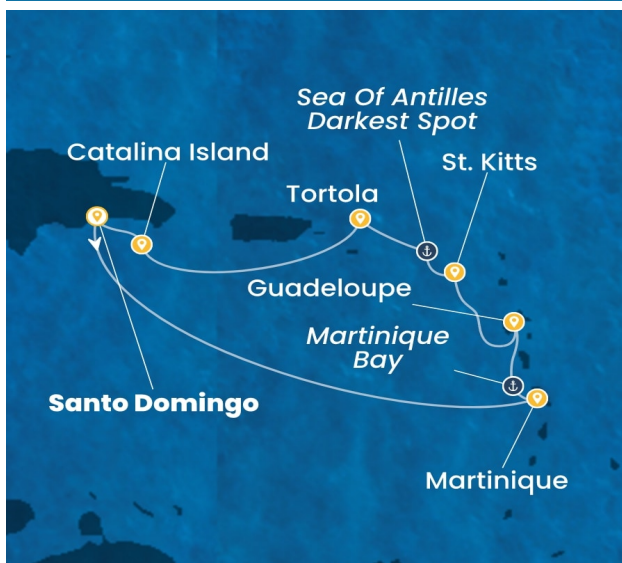 Sea Of Antilles
Darkest Spot
Catalina Island
St. Kitts
Tortola
Guadeloupe
Martinique
Bay
Santo Domingo
Martinique